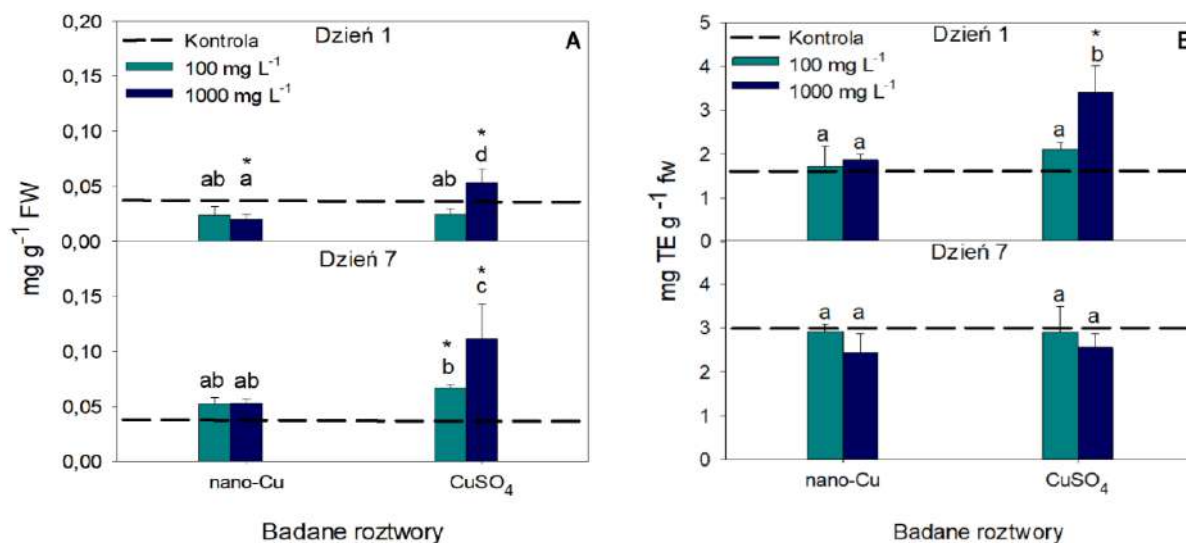 0,20
Dzień 1
A
Kontrola
100 mg L⁻¹
1000 mg L⁻¹
0,15
0,10
0,05
0,00
ab
*
a
ab
*
d
mg g⁻¹ FW
Dzień 7
0,15
0,10
0,05
0,00
ab
ab
*
b
*
c
nano-Cu
CuSO₄
Badane roztwory
5
Kontrola
Dzień 1
100 mg L⁻¹
1000 mg L⁻¹
4
3
2
1
0
a
a
a
*
b
mg TE g⁻¹ fw
Dzień 7
5
4
3
2
1
0
a
a
a
a
nano-Cu
CuSO₄
Badane roztwory